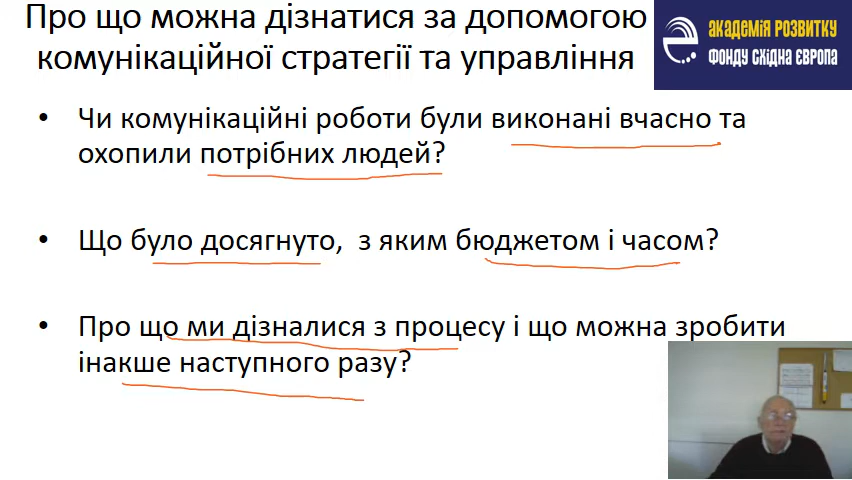 Про що можна дізнатися за допомогою
комунікаційної стратегії та управління
АКАДЕМІЯ РОЗВИТКУ
ФОНДУ СХІДНА ЄВРОПА
• Чи комунікаційні роботи були виконані вчасно та
охопили потрібних людей?
• Що було досягнуто, з яким бюджетом і часом?
• Про що ми дізналися з процесу і що можна зробити
інакше наступного разу?